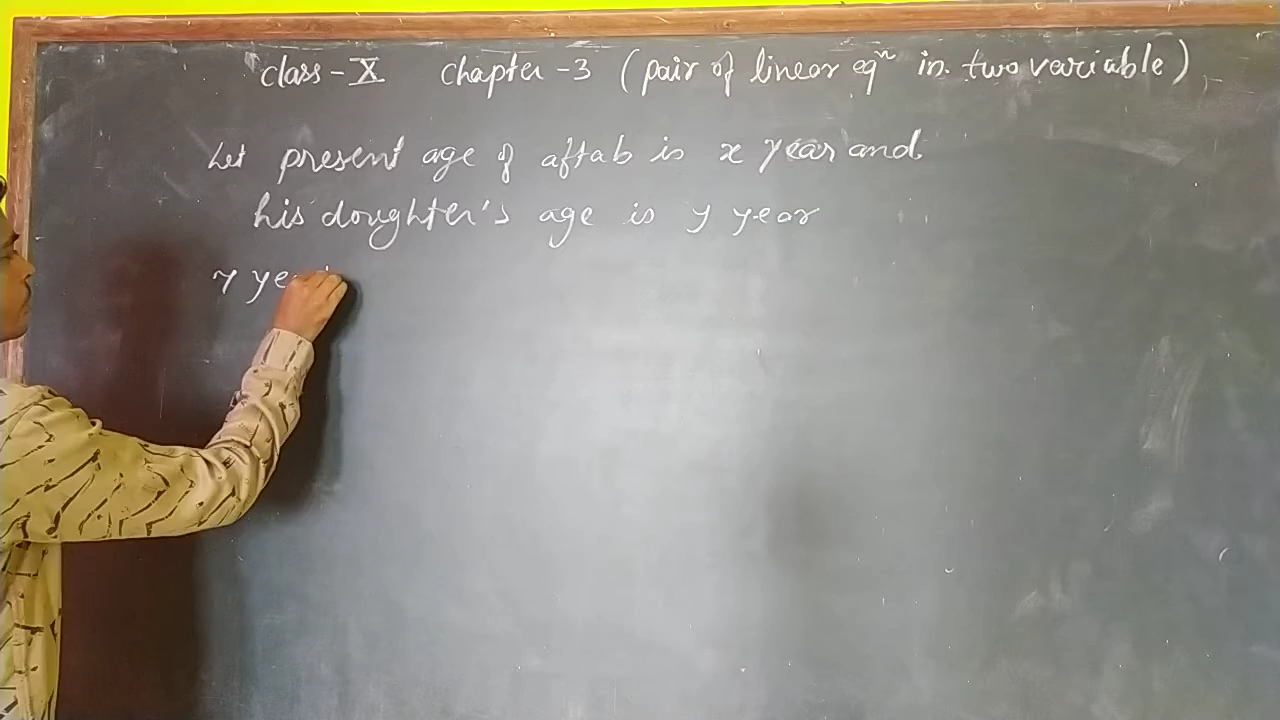 class - X chapter - 3 (pair of linear eqn in two variable)
Let present age of aftab is x year and
his doughter's age is y year
7